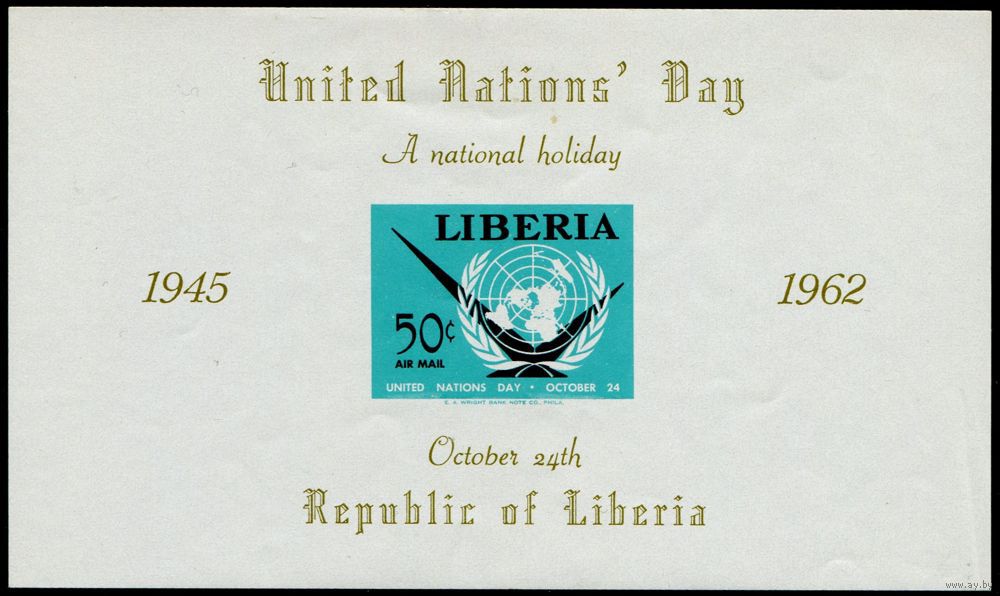 United Nations' Day
A national holiday
LIBERIA
1945
1962
50¢
AIR MAIL
UNITED NATIONS DAY • OCTOBER 24
E. A. WRIGHT BANK NOTE CO., PHILA.
October 24th
Republic of Liberia
www.ay.by